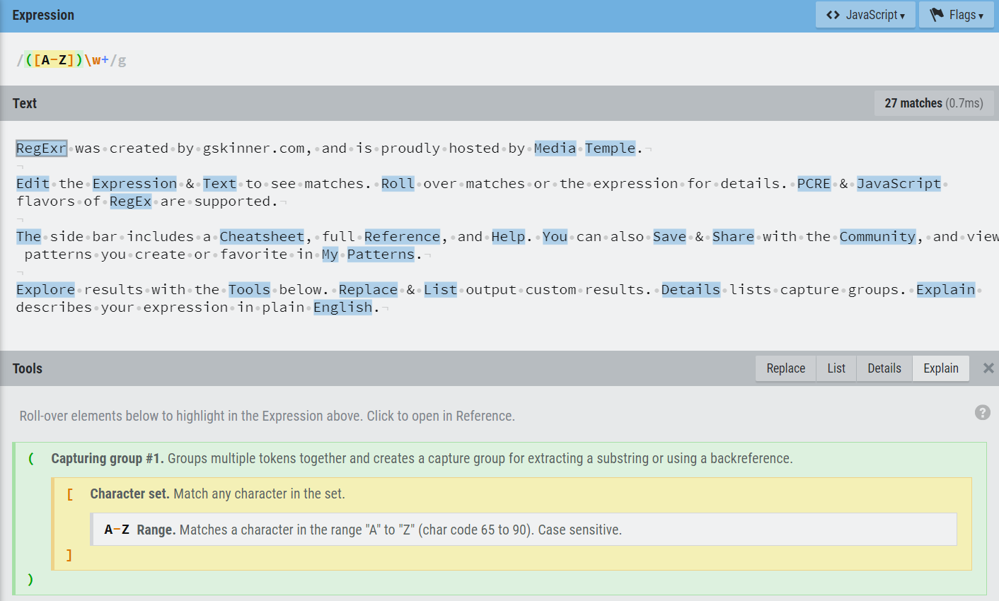 Expression
JavaScript
Flags
/([A-Z])\w+/g
Text
27 matches (0.7ms)
RegExr was created by gskinner.com, and is proudly hosted by Media Temple.
Edit the Expression & Text to see matches. Roll over matches or the expression for details. PCRE & JavaScript
flavors of RegEx are supported.
The side bar includes a Cheatsheet, full Reference, and Help. You can also Save & Share with the Community, and view
patterns you create or favorite in My Patterns.
Explore results with the Tools below. Replace & List output custom results. Details lists capture groups. Explain
describes your expression in plain English.
Tools
Replace
List
Details
Explain
Roll-over elements below to highlight in the Expression above. Click to open in Reference.
( Capturing group #1. Groups multiple tokens together and creates a capture group for extracting a substring or using a backreference.
[ Character set. Match any character in the set.
A-Z Range. Matches a character in the range "A" to "Z" (char code 65 to 90). Case sensitive.
]
)